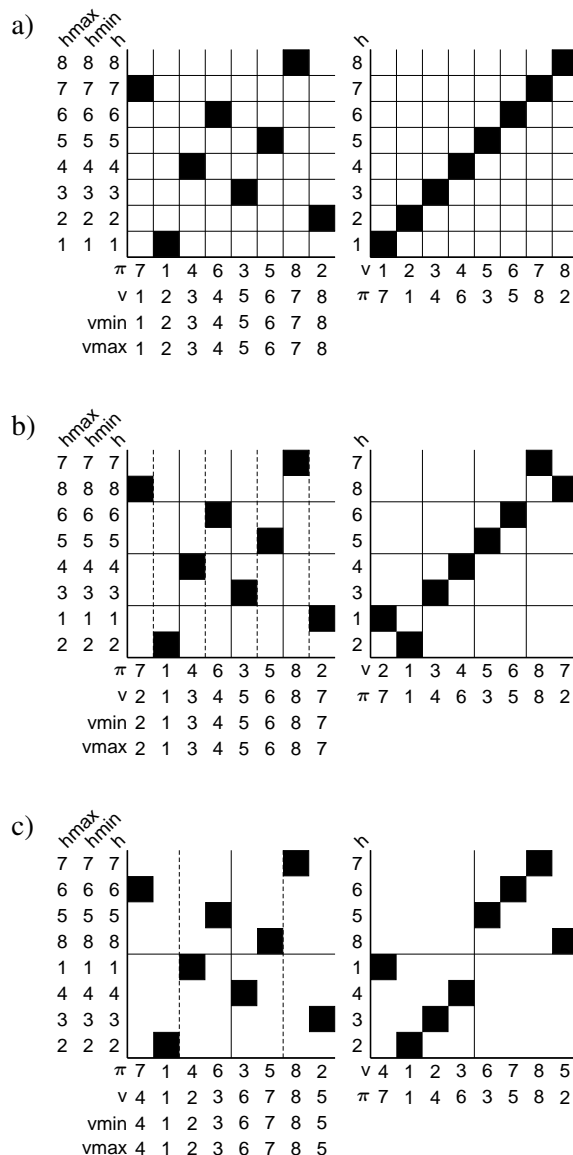 a)
hmax hmin h h
8 8 8 8
7 7 7 7
6 6 6 6
5 5 5 5
4 4 4 4
3 3 3 3
2 2 2 2
1 1 1 1
π 7 1 4 6 3 5 8 2 v 1 2 3 4 5 6 7 8
v 1 2 3 4 5 6 7 8 π 7 1 4 6 3 5 8 2
vmin 1 2 3 4 5 6 7 8
vmax 1 2 3 4 5 6 7 8
b)
hmax hmin h h
7 7 7 7
8 8 8 8
6 6 6 6
5 5 5 5
4 4 4 4
3 3 3 3
1 1 1 1
2 2 2 2
π 7 1 4 6 3 5 8 2 v 2 1 3 4 5 6 8 7
v 2 1 3 4 5 6 8 7 π 7 1 4 6 3 5 8 2
vmin 2 1 3 4 5 6 8 7
vmax 2 1 3 4 5 6 8 7
c)
hmax hmin h h
7 7 7 7
6 6 6 6
5 5 5 5
8 8 8 8
1 1 1 1
4 4 4 4
3 3 3 3
2 2 2 2
π 7 1 4 6 3 5 8 2 v 4 1 2 3 6 7 8 5
v 4 1 2 3 6 7 8 5 π 7 1 4 6 3 5 8 2
vmin 4 1 2 3 6 7 8 5
vmax 4 1 2 3 6 7 8 5